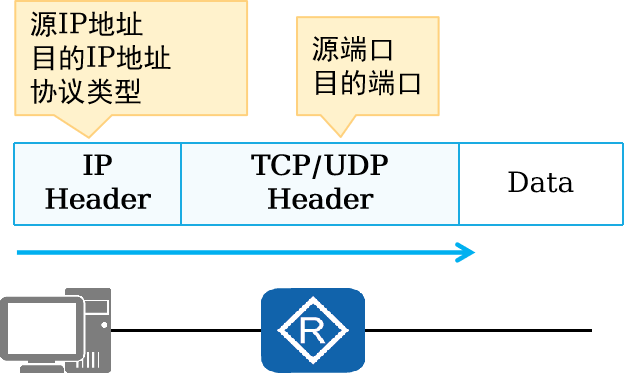 源IP地址
目的IP地址
协议类型
源端口
目的端口
IP
Header
TCP/UDP
Header
Data
R